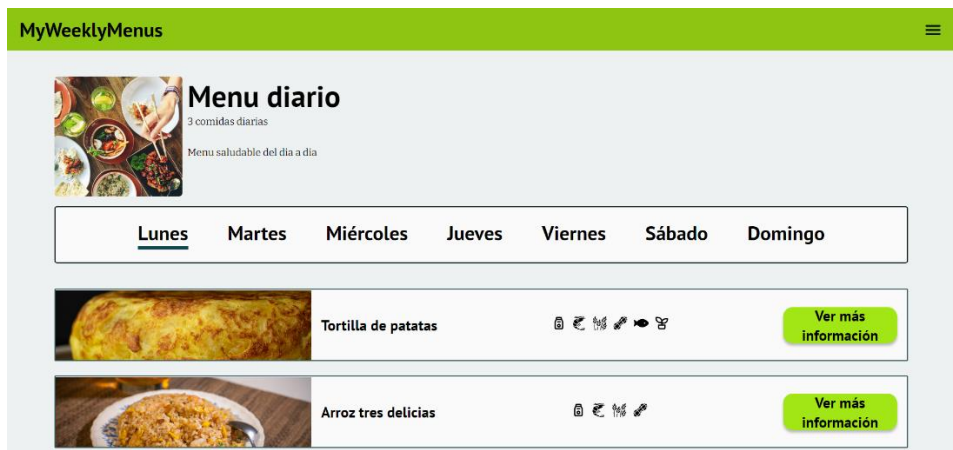 MyWeeklyMenus
Menu diario
3 comidas diarias
Menu saludable del dia a dia
Lunes Martes Miércoles Jueves Viernes Sábado Domingo
Tortilla de patatas
Ver más
información
Arroz tres delicias
Ver más
información